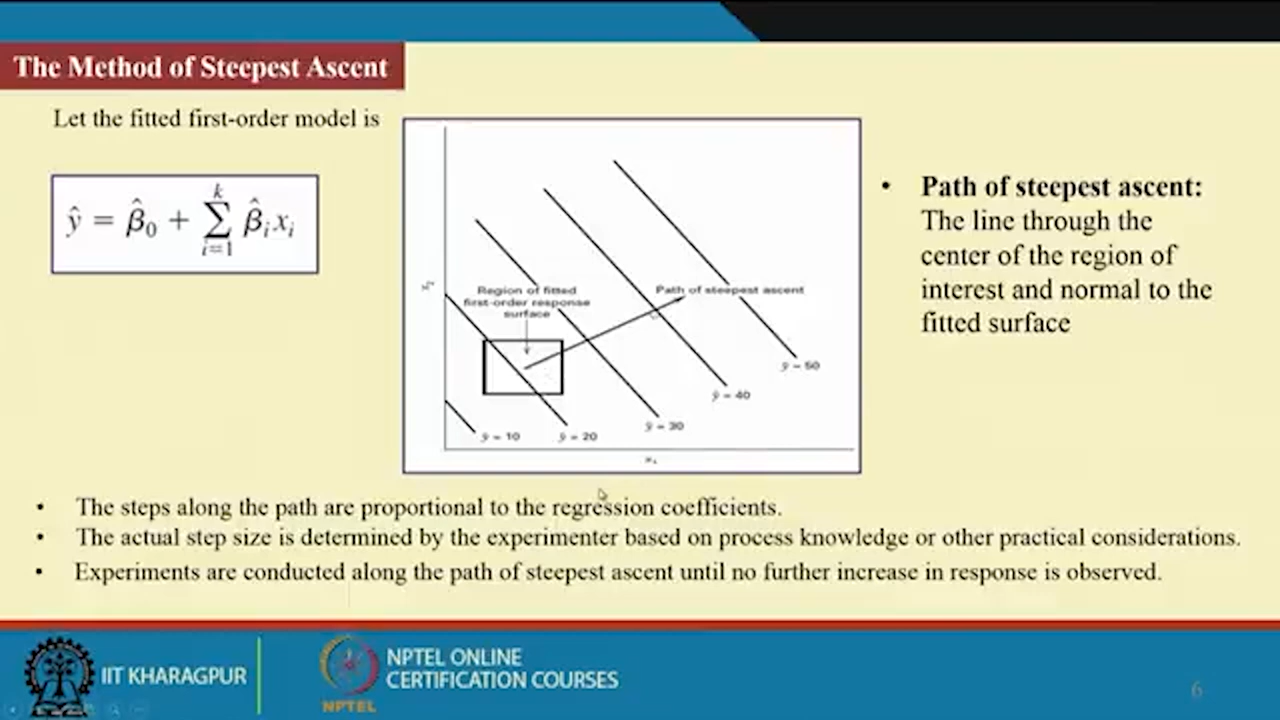 The Method of Steepest Ascent
Let the fitted first-order model is
ŷ = β̂0 + Σ β̂i xi
k
i=1
x2
Region of fitted
first-order response
surface
Path of steepest ascent
ŷ = 50
ŷ = 40
ŷ = 30
ŷ = 10
ŷ = 20
x1
• Path of steepest ascent:
The line through the
center of the region of
interest and normal to the
fitted surface
• The steps along the path are proportional to the regression coefficients.
• The actual step size is determined by the experimenter based on process knowledge or other practical considerations.
• Experiments are conducted along the path of steepest ascent until no further increase in response is observed.
IIT KHARAGPUR
NPTEL
NPTEL ONLINE
CERTIFICATION COURSES
6